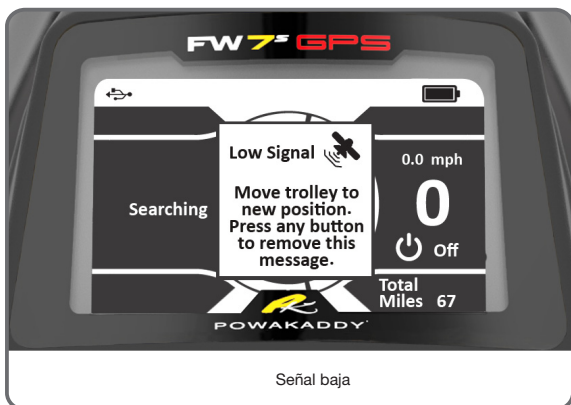 FW7s GPS
Low Signal
Searching
Move trolley to
new position.
Press any button
to remove this
message.
0.0 mph
0
Off
Total
Miles 67
POWAKADDY
Señal baja